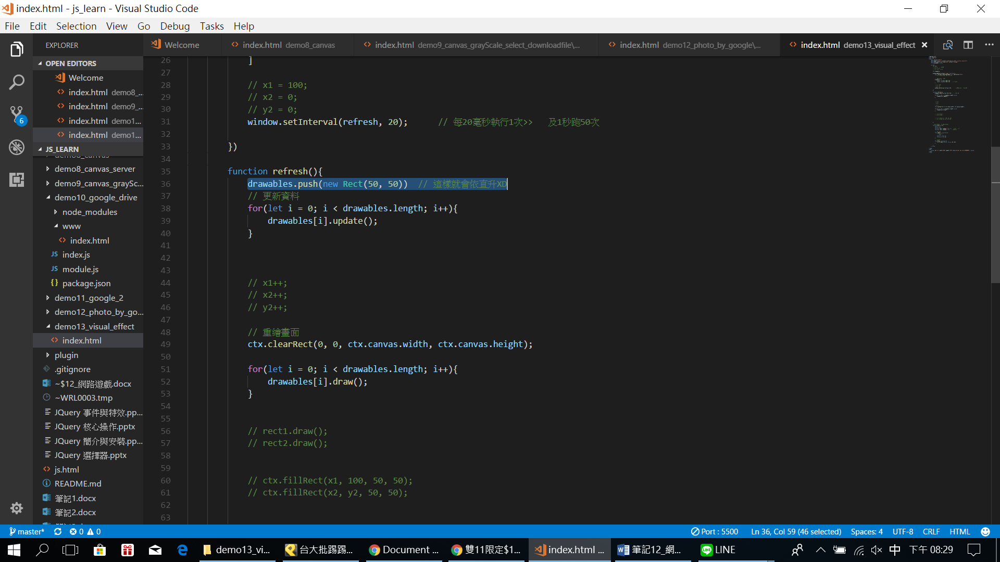 index.html - js_learn - Visual Studio Code
File Edit Selection View Go Debug Tasks Help
EXPLORER
Welcome
index.html demo8_canvas
index.html demo9_canvas_grayScale_select_downloadfile\...
index.html demo12_photo_by_google\...
index.html demo13_visual_effect
OPEN EDITORS
Welcome
index.html demo8_...
index.html demo9_...
index.html demo1...
index.html demo1...
6
JS_LEARN
demo8_canvas_server
demo9_canvas_graySc...
demo10_google_drive
node_modules
www
index.html
JS index.js
JS module.js
{} package.json
demo11_google_2
demo12_photo_by_go...
demo13_visual_effect
index.html
plugin
.gitignore
~$12_網路遊戲.docx
~WRL0003.tmp
JQuery 事件與特效.pp...
JQuery 核心操作.pptx
JQuery 簡介與安裝.pp...
JQuery 選擇器.pptx
js.html
README.md
筆記1.docx
筆記2.docx
26 ]
27
28 // x1 = 100;
29 // x2 = 0;
30 // y2 = 0;
31 window.setInterval(refresh, 20); // 每20毫秒執行1次>> 及1秒跑50次
32
33 })
34
35 function refresh(){
36 drawables.push(new Rect(50, 50)) // 這樣就會依直升XD
37 // 更新資料
38 for(let i = 0; i < drawables.length; i++){
39 drawables[i].update();
40 }
41
42
43
44 // x1++;
45 // x2++;
46 // y2++;
47
48 // 重繪畫面
49 ctx.clearRect(0, 0, ctx.canvas.width, ctx.canvas.height);
50
51 for(let i = 0; i < drawables.length; i++){
52 drawables[i].draw();
53 }
54
55
56 // rect1.draw();
57 // rect2.draw();
58
59
60 // ctx.fillRect(x1, 100, 50, 50);
61 // ctx.fillRect(x2, y2, 50, 50);
62
63
master* 0 0 Port : 5500 Ln 36, Col 59 (46 selected) Spaces: 4 UTF-8 CRLF HTML
demo13_vi... 台大批踢踢... Document ... 雙11限定$1... index.html ... 筆記12_網... LINE 中 下午 08:29